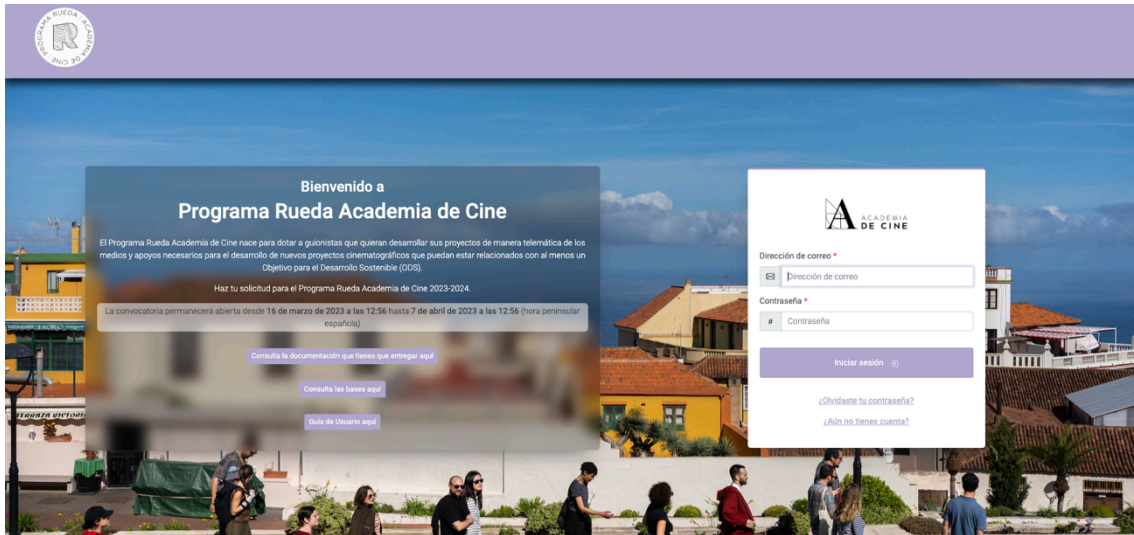 PROGRAMA RUEDA · ACADEMIA DE CINE ·
R
Bienvenido a
Programa Rueda Academia de Cine
El Programa Rueda Academia de Cine nace para dotar a guionistas que quieran desarrollar sus proyectos de manera telemática de los
medios y apoyos necesarios para el desarrollo de nuevos proyectos cinematográficos que puedan estar relacionados con al menos un
Objetivo para el Desarrollo Sostenible (ODS).
Haz tu solicitud para el Programa Rueda Academia de Cine 2023-2024.
La convocatoria permanecerá abierta desde 16 de marzo de 2023 a las 12:56 hasta 7 de abril de 2023 a las 12:56 (hora peninsular
española)
Consulta la documentación que tienes que entregar aquí
Consulta las bases aquí
Guía de Usuario aquí
ACADEMIA
DE CINE
Dirección de correo *
Dirección de correo
Contraseña *
# Contraseña
Iniciar sesión
¿Olvidaste tu contraseña?
¿Aún no tienes cuenta?